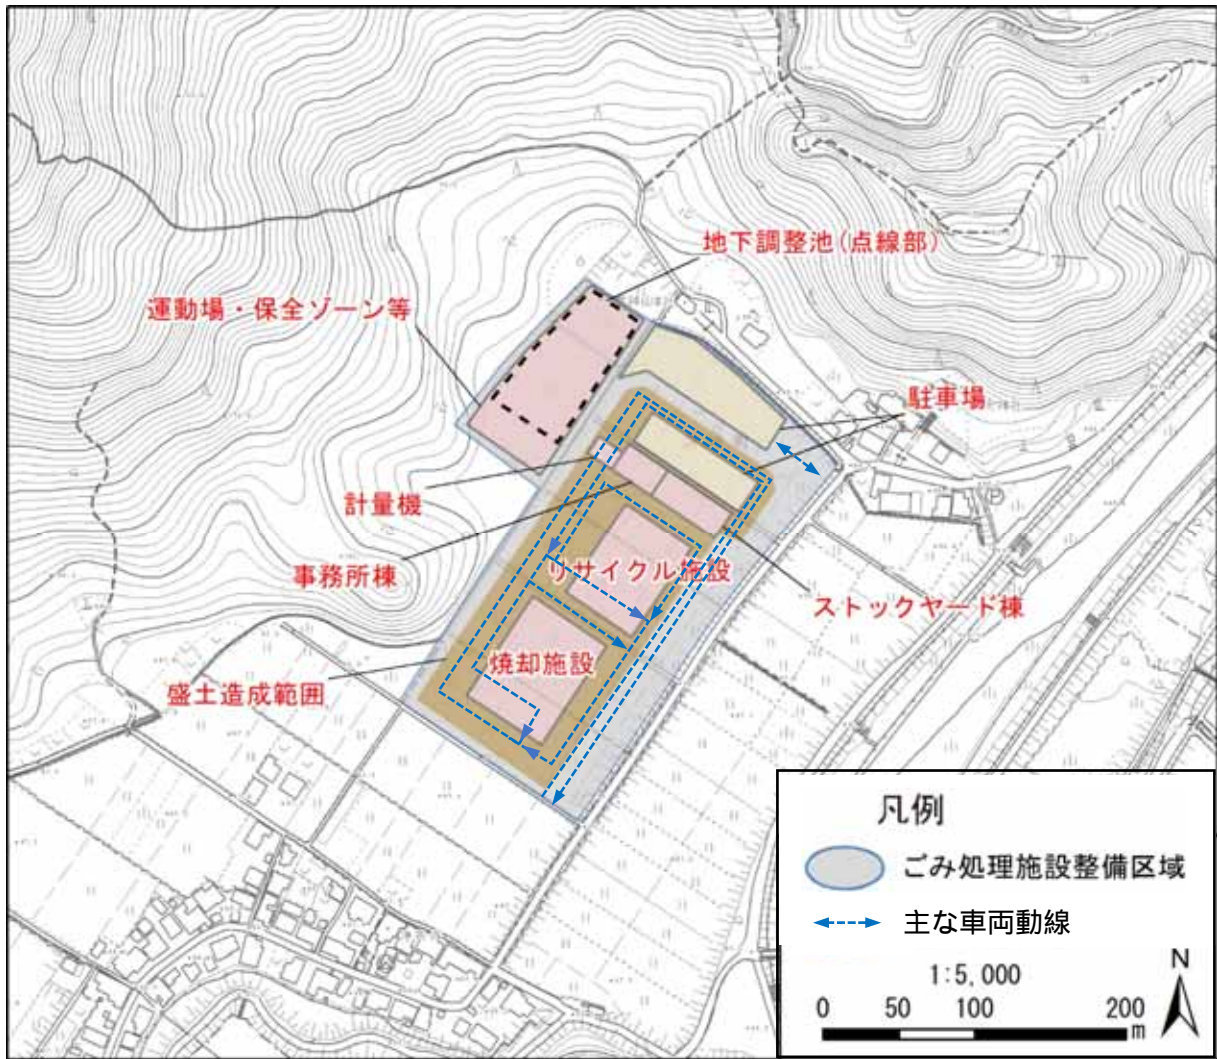 地下調整池(点線部)
運動場・保全ゾーン等
駐車場
計量機
事務所棟
リサイクル施設
ストックヤード棟
焼却施設
盛土造成範囲
凡例
ごみ処理施設整備区域
主な車両動線
1:5,000
0 50 100 200
m
N